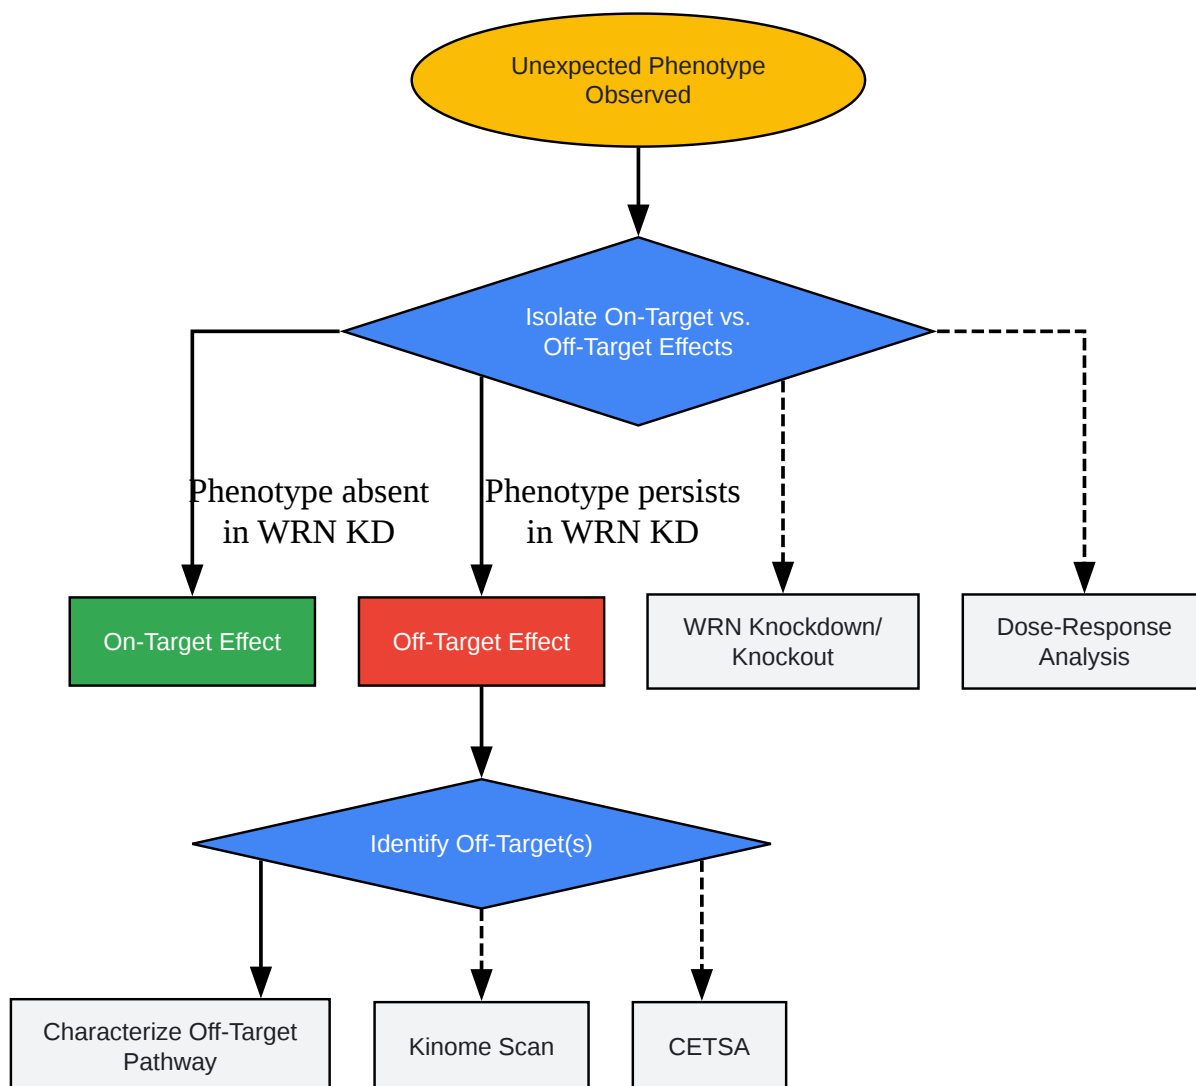 Unexpected Phenotype
Observed
Isolate On-Target vs.
Off-Target Effects
Phenotype absent
in WRN KD
Phenotype persists
in WRN KD
On-Target Effect
Off-Target Effect
WRN Knockdown/
Knockout
Dose-Response
Analysis
Identify Off-Target(s)
Characterize Off-Target
Pathway
Kinome Scan
CETSA